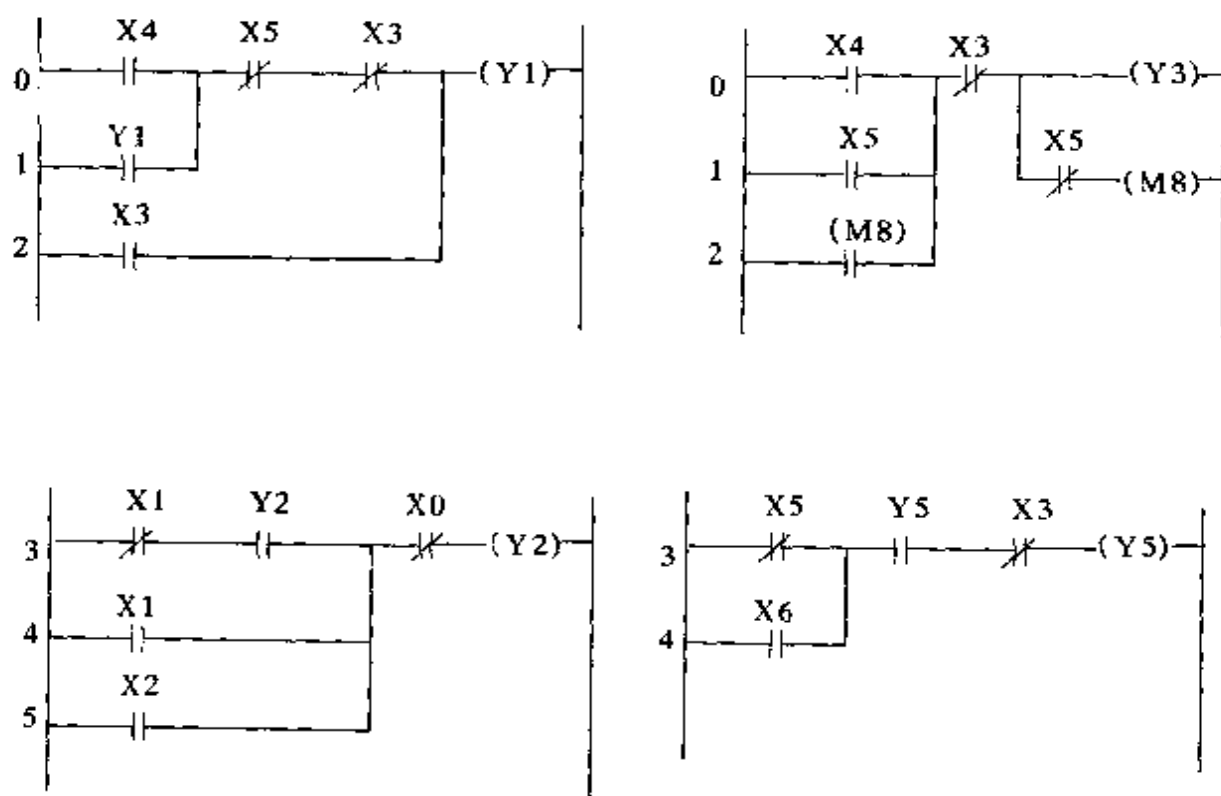 X4 X5 X3
0 (Y1)
Y1
1
X3
2
X4 X3
0 (Y3)
X5 X5
1 (M8)
(M8)
2
X1 Y2 X0
3 (Y2)
X1
4
X2
5
X5 Y5 X3
3 (Y5)
X6
4